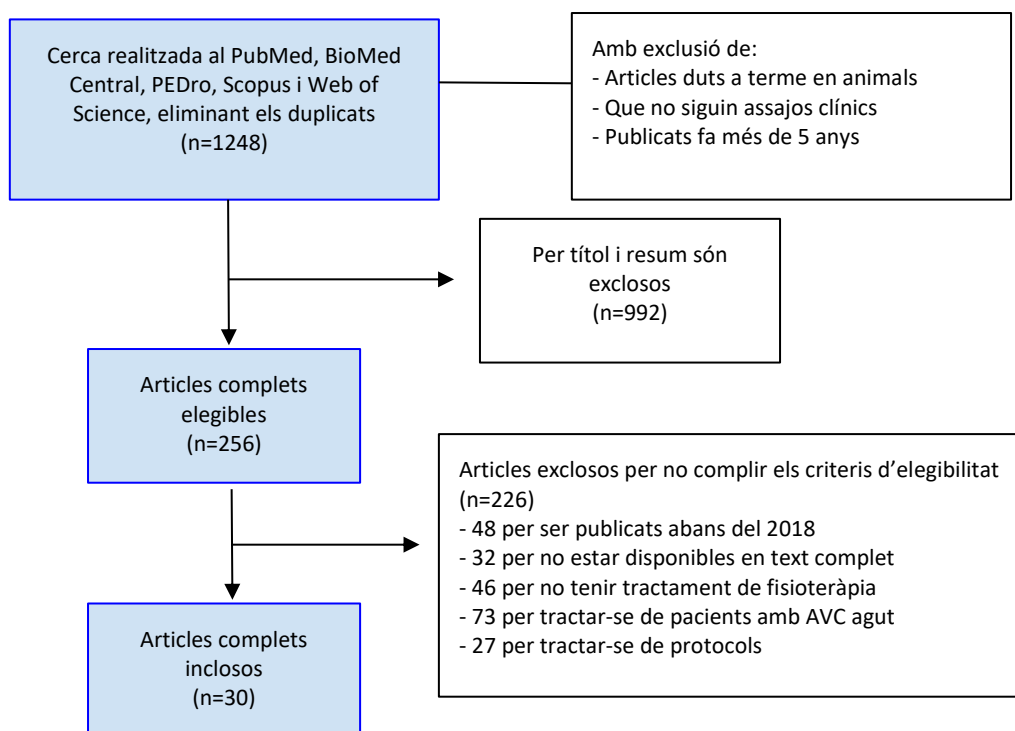 Cerca realitzada al PubMed, BioMed
Central, PEDro, Scopus i Web of
Science, eliminant els duplicats
(n=1248)
Amb exclusió de:
- Articles duts a terme en animals
- Que no siguin assajos clínics
- Publicats fa més de 5 anys
Per títol i resum són
exclosos
(n=992)
Articles complets
elegibles
(n=256)
Articles exclosos per no complir els criteris d’elegibilitat
(n=226)
- 48 per ser publicats abans del 2018
- 32 per no estar disponibles en text complet
- 46 per no tenir tractament de fisioteràpia
- 73 per tractar-se de pacients amb AVC agut
- 27 per tractar-se de protocols
Articles complets
inclosos
(n=30)